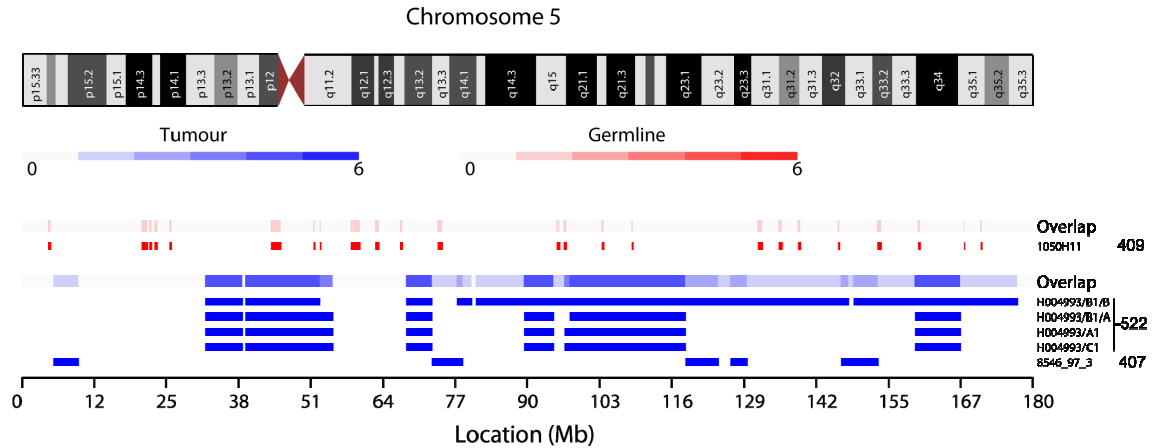 Chromosome 5
p15.33 p15.2 p15.1 p14.3 p14.1 p13.3 p13.2 p13.1 p12 q11.2 q12.1 q12.3 q13.2 q13.3 q14.1 q14.3 q15 q21.1 q21.3 q23.1 q23.2 q23.3 q31.1 q31.2 q31.3 q32 q33.1 q33.2 q33.3 q34 q35.1 q35.2 q35.3
Tumour Germline
0 6 0 6
Overlap
1050H11 409
Overlap
H004993/B1/B
H004993/B1/A 522
H004993/A1
H004993/C1
8546_97_3 407
0 12 25 38 51 64 77 90 103 116 129 142 155 167 180
Location (Mb)